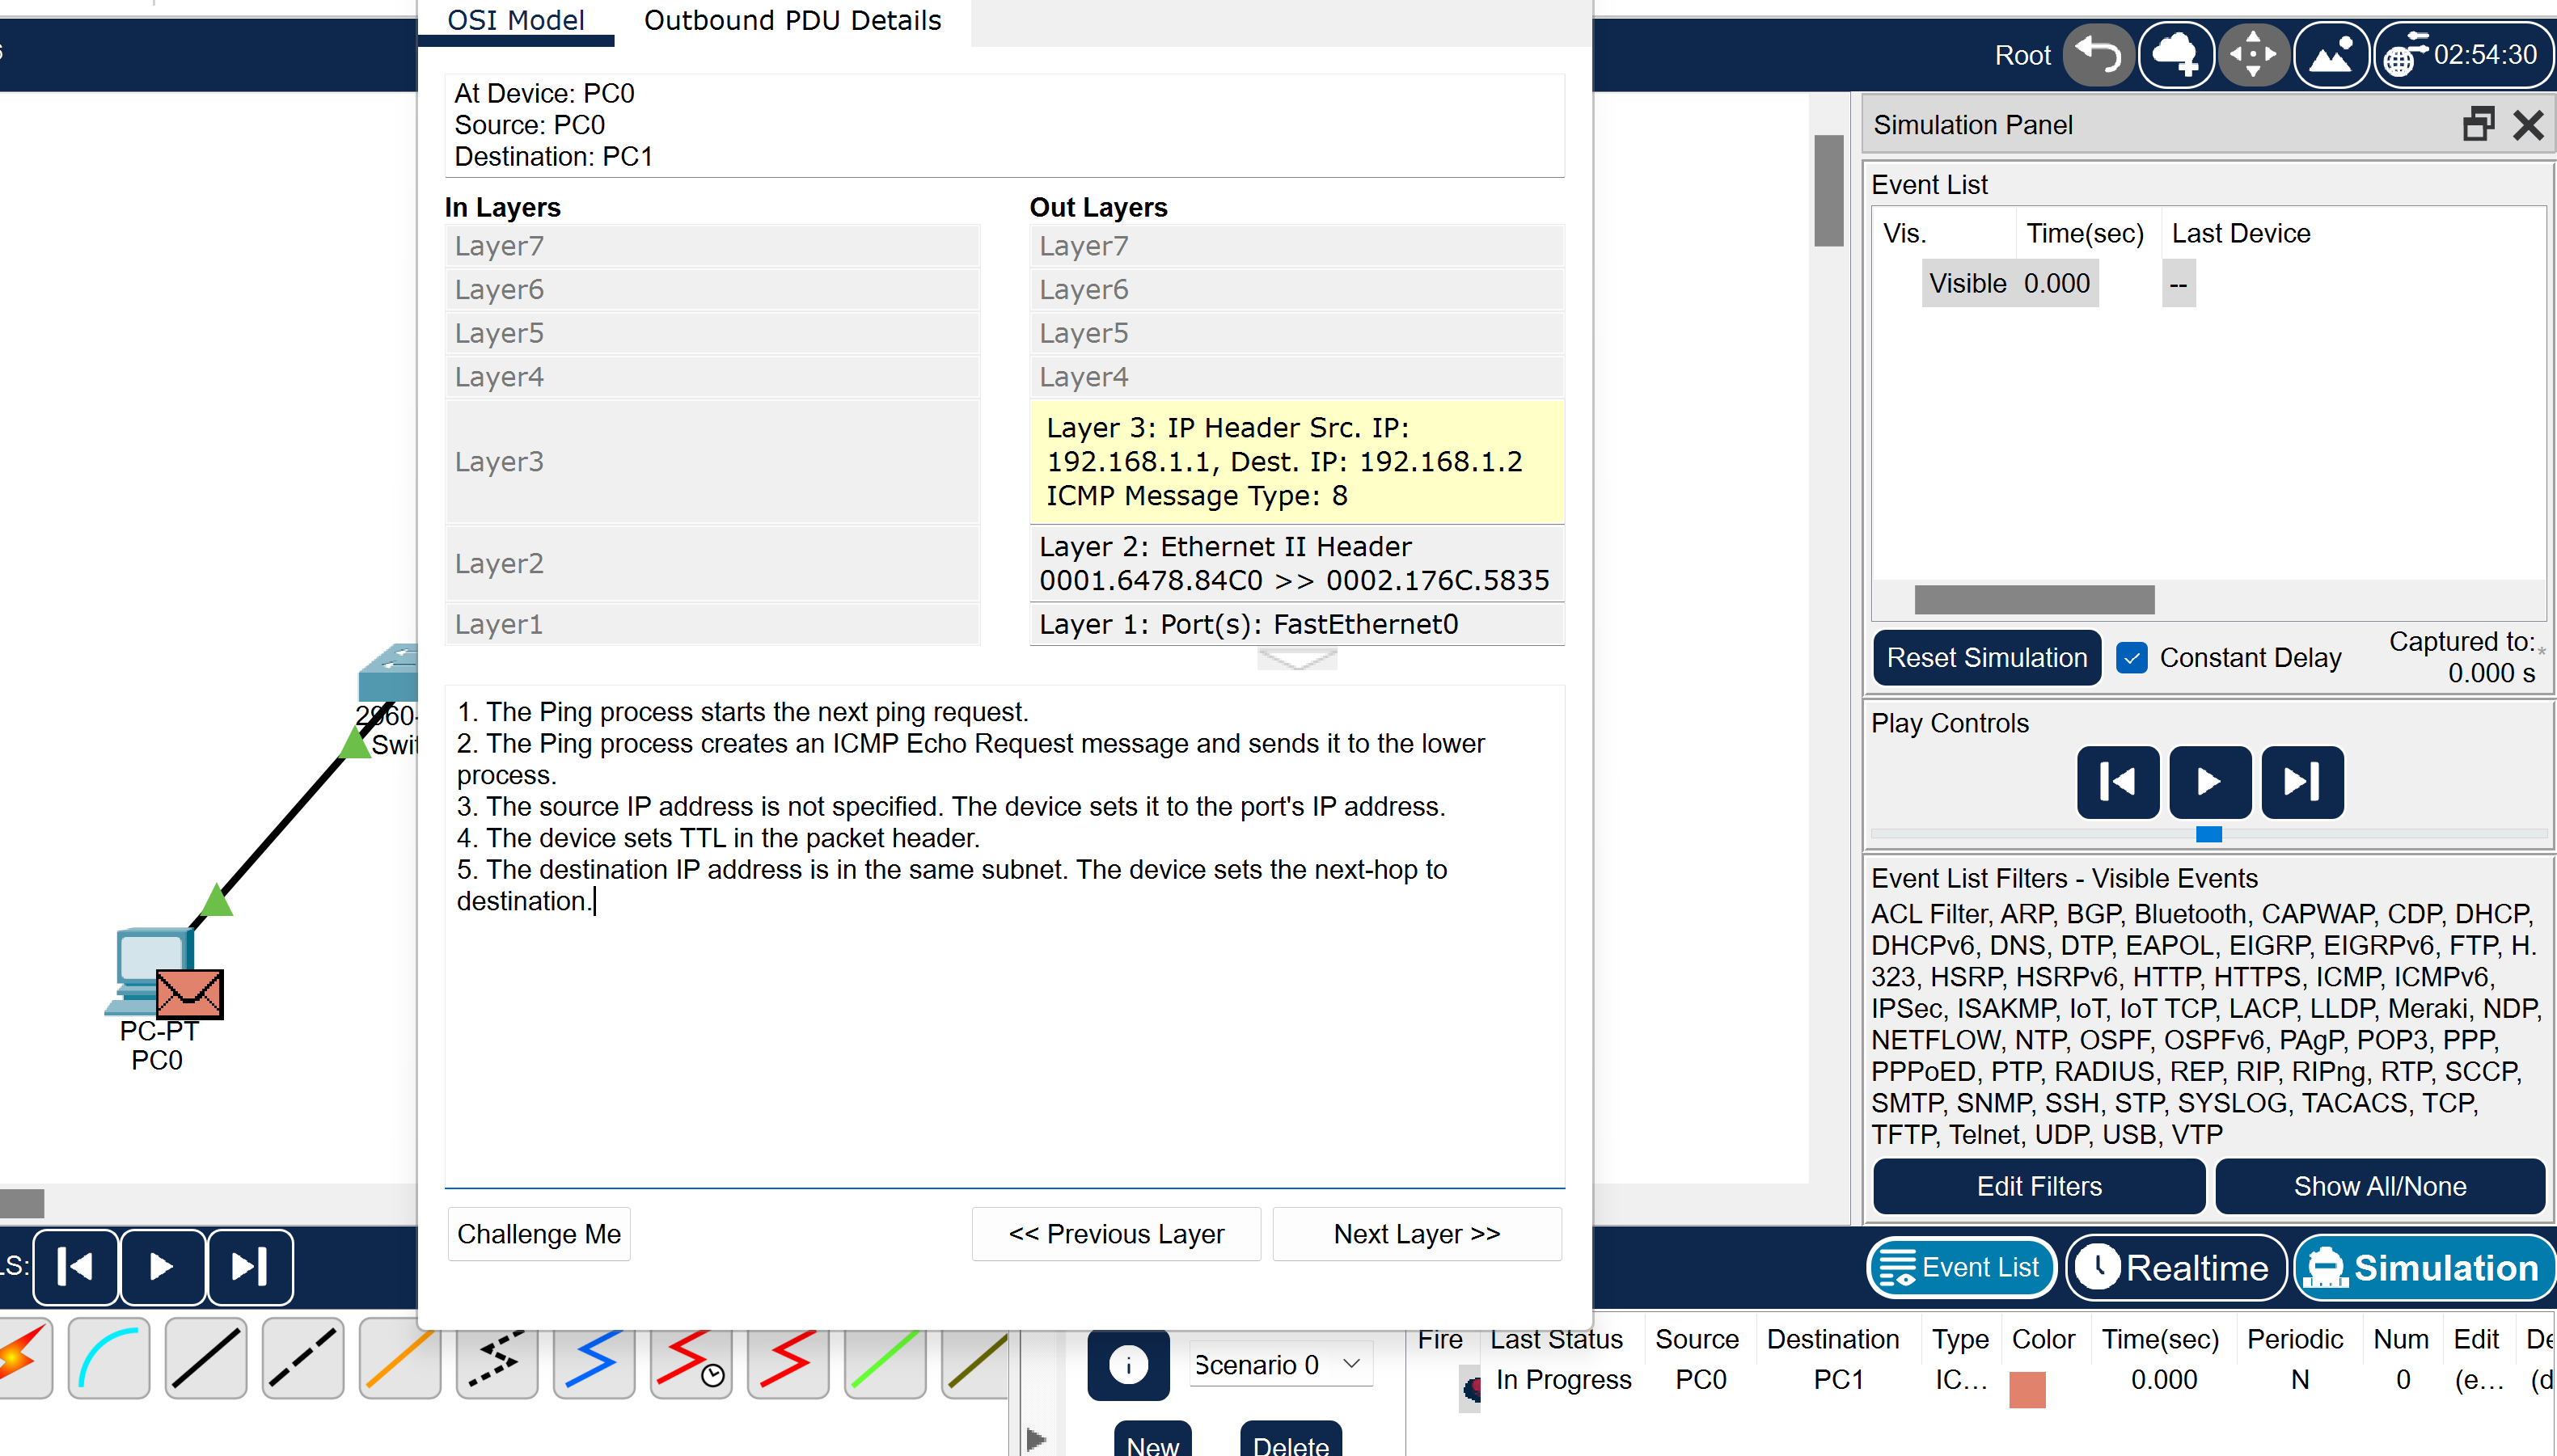 OSI Model
Outbound PDU Details
Root
02:54:30
At Device: PC0
Source: PC0
Destination: PC1
In Layers
Out Layers
Layer7
Layer6
Layer5
Layer4
Layer3
Layer2
Layer1
Layer7
Layer6
Layer5
Layer4
Layer 3: IP Header Src. IP:
192.168.1.1, Dest. IP: 192.168.1.2
ICMP Message Type: 8
Layer 2: Ethernet II Header
0001.6478.84C0 >> 0002.176C.5835
Layer 1: Port(s): FastEthernet0
1. The Ping process starts the next ping request.
2. The Ping process creates an ICMP Echo Request message and sends it to the lower
process.
3. The source IP address is not specified. The device sets it to the port's IP address.
4. The device sets TTL in the packet header.
5. The destination IP address is in the same subnet. The device sets the next-hop to
destination.
Challenge Me
<< Previous Layer
Next Layer >>
2960-
Swit
PC-PT
PC0
Simulation Panel
Event List
Vis. Time(sec) Last Device
Visible 0.000 --
Reset Simulation
Constant Delay
Captured to:*
0.000 s
Play Controls
Event List Filters - Visible Events
ACL Filter, ARP, BGP, Bluetooth, CAPWAP, CDP, DHCP,
DHCPv6, DNS, DTP, EAPOL, EIGRP, EIGRPv6, FTP, H.
323, HSRP, HSRPv6, HTTP, HTTPS, ICMP, ICMPv6,
IPSec, ISAKMP, IoT, IoT TCP, LACP, LLDP, Meraki, NDP,
NETFLOW, NTP, OSPF, OSPFv6, PAgP, POP3, PPP,
PPPoED, PTP, RADIUS, REP, RIP, RIPng, RTP, SCCP,
SMTP, SNMP, SSH, STP, SYSLOG, TACACS, TCP,
TFTP, Telnet, UDP, USB, VTP
Edit Filters
Show All/None
LS:
Event List
Realtime
Simulation
Scenario 0
New
Delete
Fire Last Status Source Destination Type Color Time(sec) Periodic Num Edit De
In Progress PC0 PC1 IC... 0.000 N 0 (e... (d